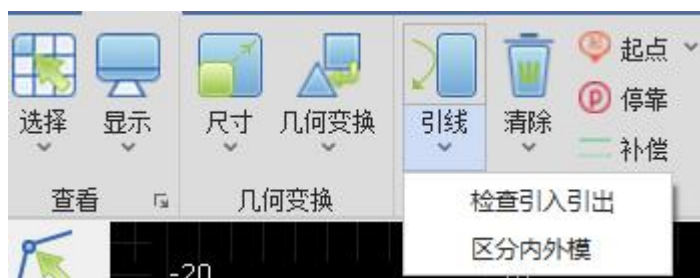 选择
显示
尺寸
几何变换
引线
清除
起点
停靠
补偿
查看
几何变换
检查引入引出
区分内外模
-20